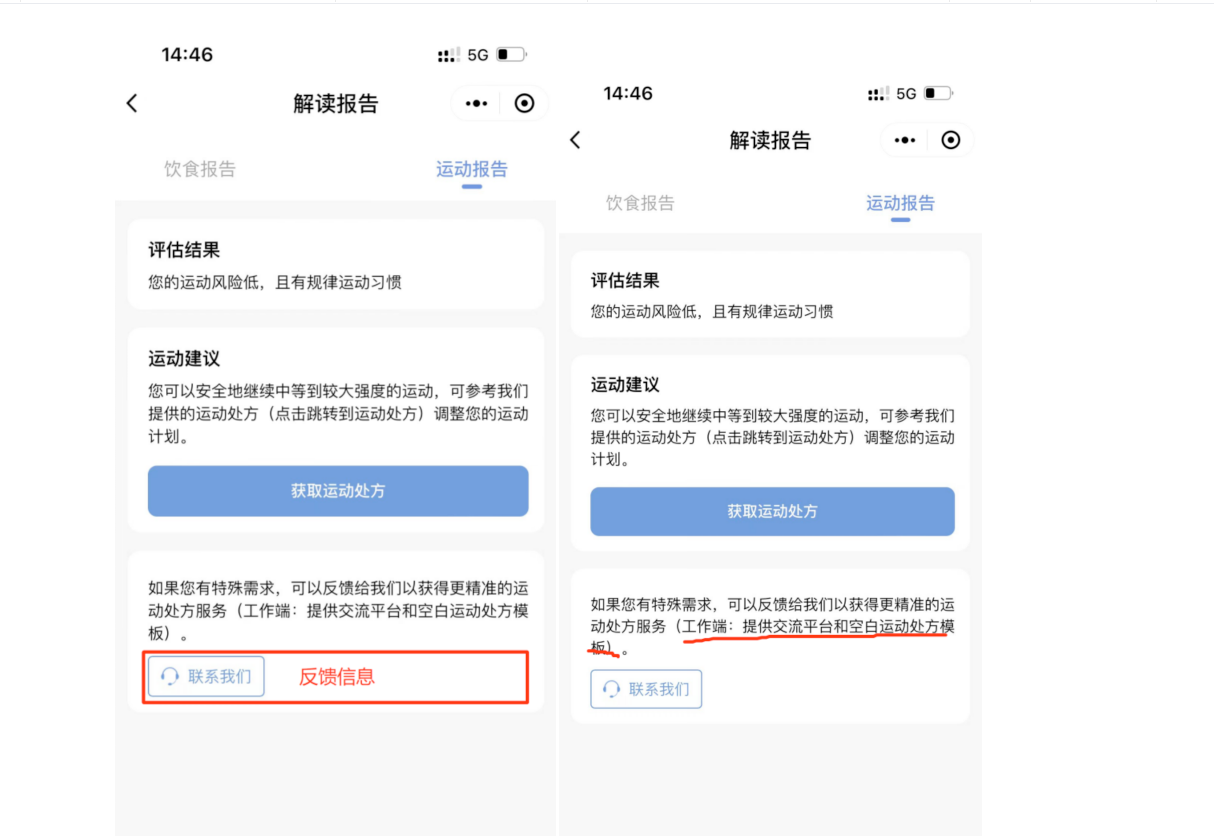 14:46
5G
解读报告
饮食报告
运动报告
评估结果
您的运动风险低，且有规律运动习惯
运动建议
您可以安全地继续中等到较大强度的运动，可参考我们
提供的运动处方（点击跳转到运动处方）调整您的运动
计划。
获取运动处方
如果您有特殊需求，可以反馈给我们以获得更精准的运
动处方服务（工作端：提供交流平台和空白运动处方模
板）。
联系我们
反馈信息
14:46
5G
解读报告
饮食报告
运动报告
评估结果
您的运动风险低，且有规律运动习惯
运动建议
您可以安全地继续中等到较大强度的运动，可参考我们
提供的运动处方（点击跳转到运动处方）调整您的运动
计划。
获取运动处方
如果您有特殊需求，可以反馈给我们以获得更精准的运
动处方服务（工作端：提供交流平台和空白运动处方模
板）。
联系我们